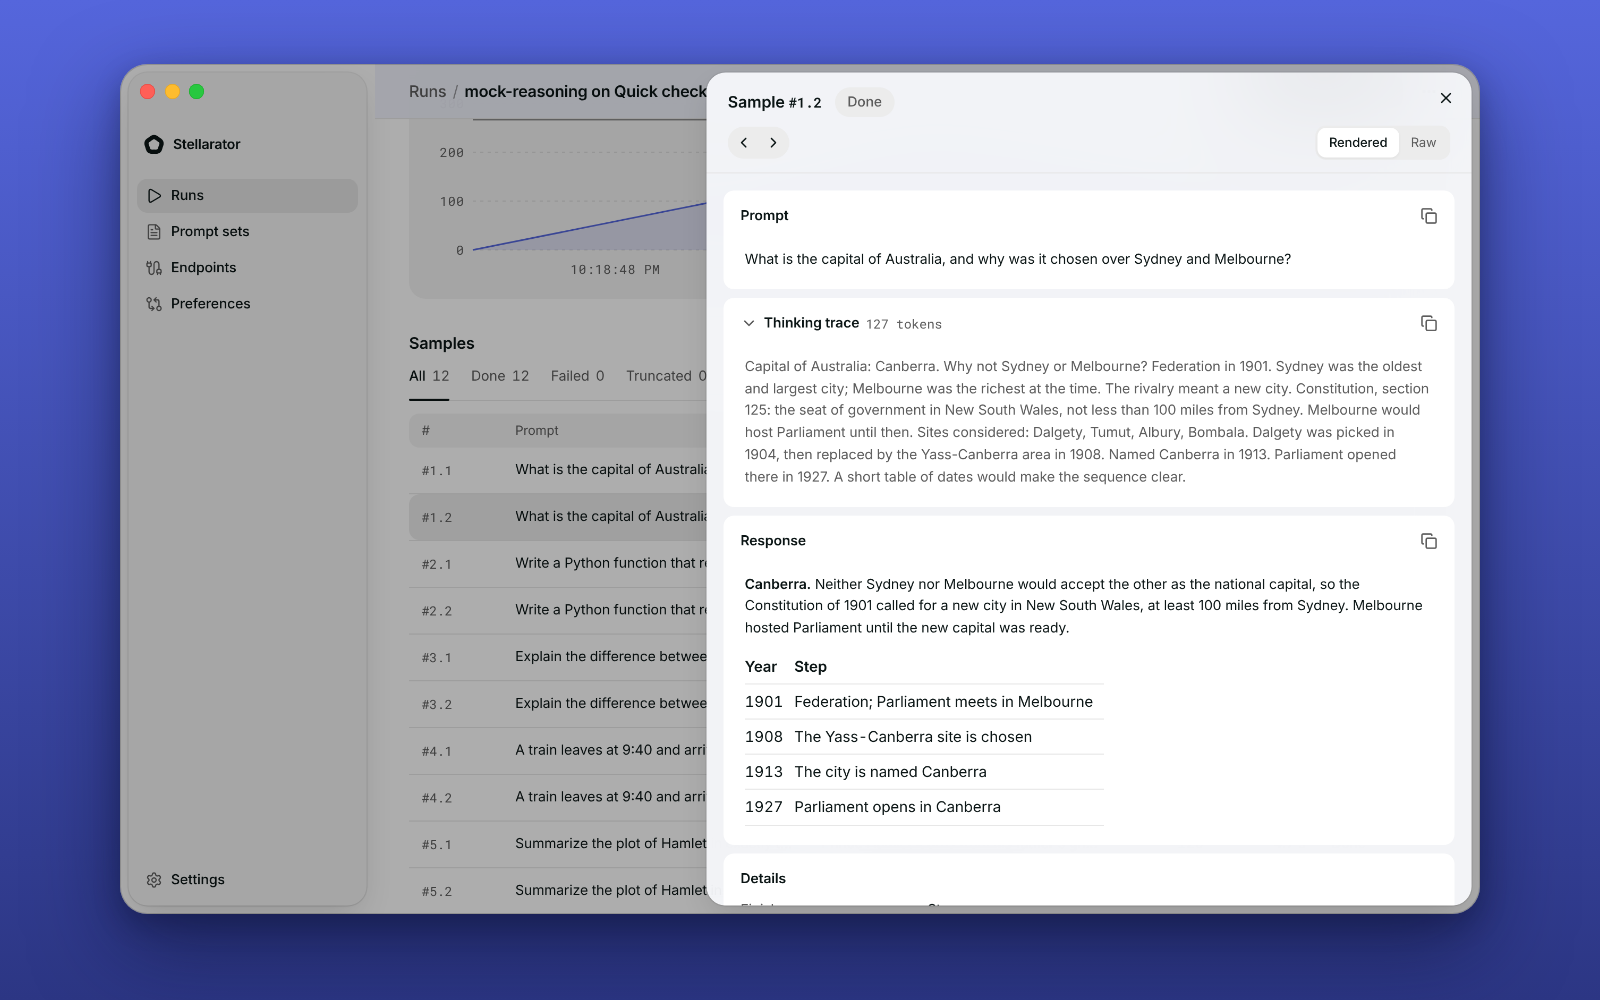 Stellarator
Runs
Prompt sets
Endpoints
Preferences
Settings
Runs / mock-reasoning on Quick check
200
100
0
10:18:48 PM
Samples
All 12 Done 12 Failed 0 Truncated 0
# Prompt
#1.1 What is the capital of Australia
#1.2 What is the capital of Australia
#2.1 Write a Python function that re
#2.2 Write a Python function that re
#3.1 Explain the difference betwee
#3.2 Explain the difference betwee
#4.1 A train leaves at 9:40 and arri
#4.2 A train leaves at 9:40 and arri
#5.1 Summarize the plot of Hamlet
#5.2 Summarize the plot of Hamlet
Sample #1.2 Done
Rendered Raw
Prompt
What is the capital of Australia, and why was it chosen over Sydney and Melbourne?
Thinking trace 127 tokens
Capital of Australia: Canberra. Why not Sydney or Melbourne? Federation in 1901. Sydney was the oldest
and largest city; Melbourne was the richest at the time. The rivalry meant a new city. Constitution, section
125: the seat of government in New South Wales, not less than 100 miles from Sydney. Melbourne would
host Parliament until then. Sites considered: Dalgety, Tumut, Albury, Bombala. Dalgety was picked in
1904, then replaced by the Yass-Canberra area in 1908. Named Canberra in 1913. Parliament opened
there in 1927. A short table of dates would make the sequence clear.
Response
Canberra. Neither Sydney nor Melbourne would accept the other as the national capital, so the
Constitution of 1901 called for a new city in New South Wales, at least 100 miles from Sydney. Melbourne
hosted Parliament until the new capital was ready.
Year Step
1901 Federation; Parliament meets in Melbourne
1908 The Yass-Canberra site is chosen
1913 The city is named Canberra
1927 Parliament opens in Canberra
Details